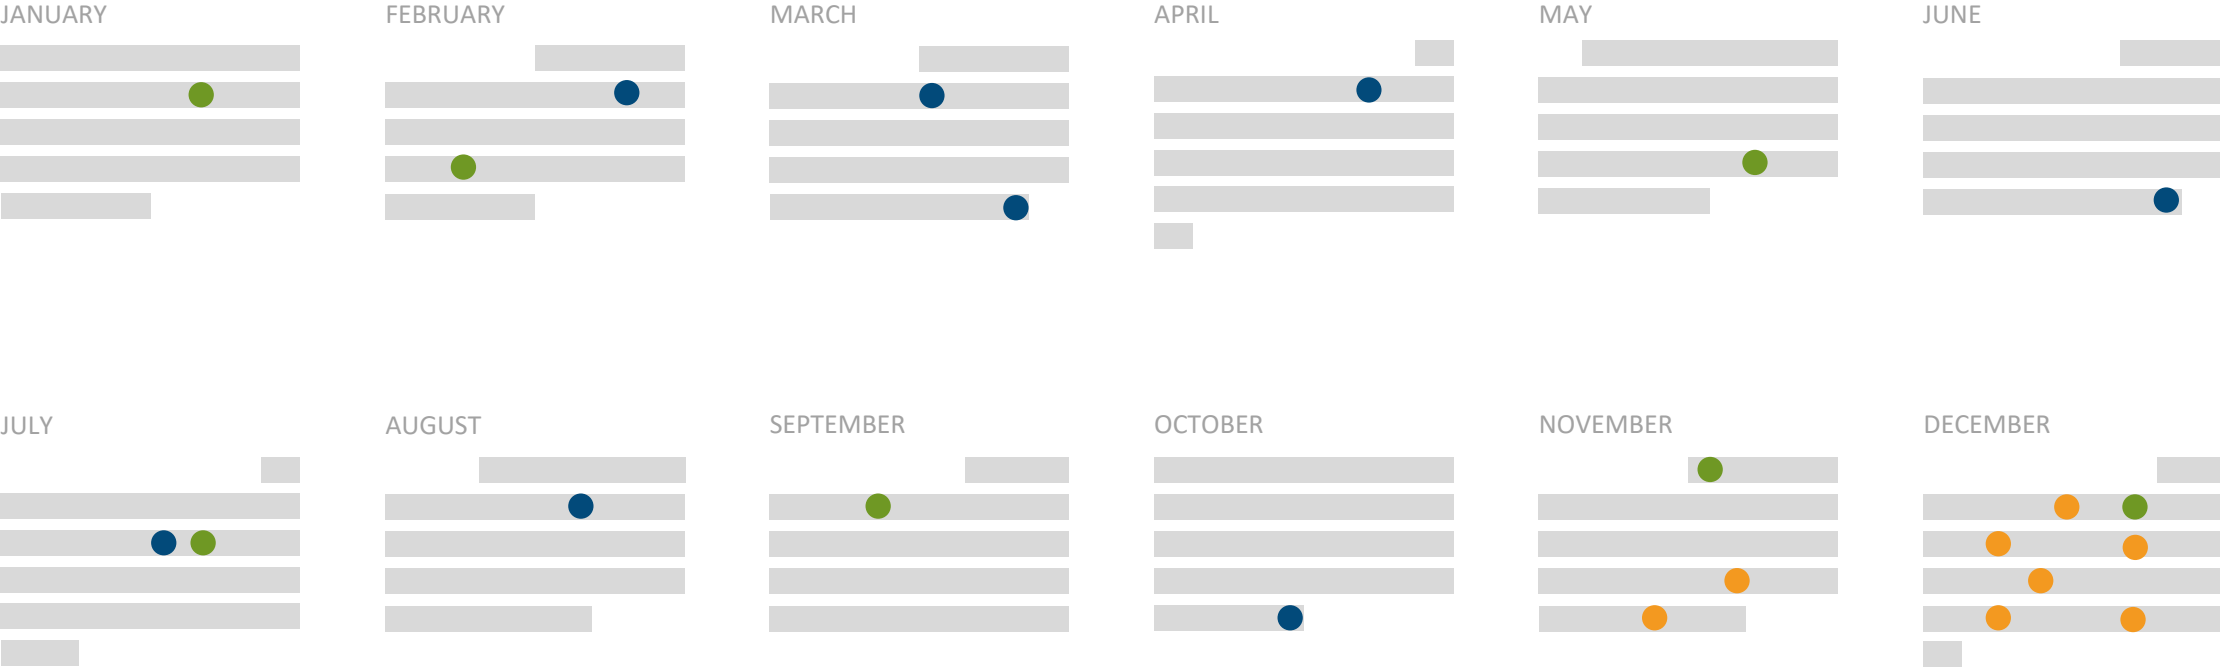 JANUARY
FEBRUARY
MARCH
APRIL
MAY
JUNE
JULY
AUGUST
SEPTEMBER
OCTOBER
NOVEMBER
DECEMBER